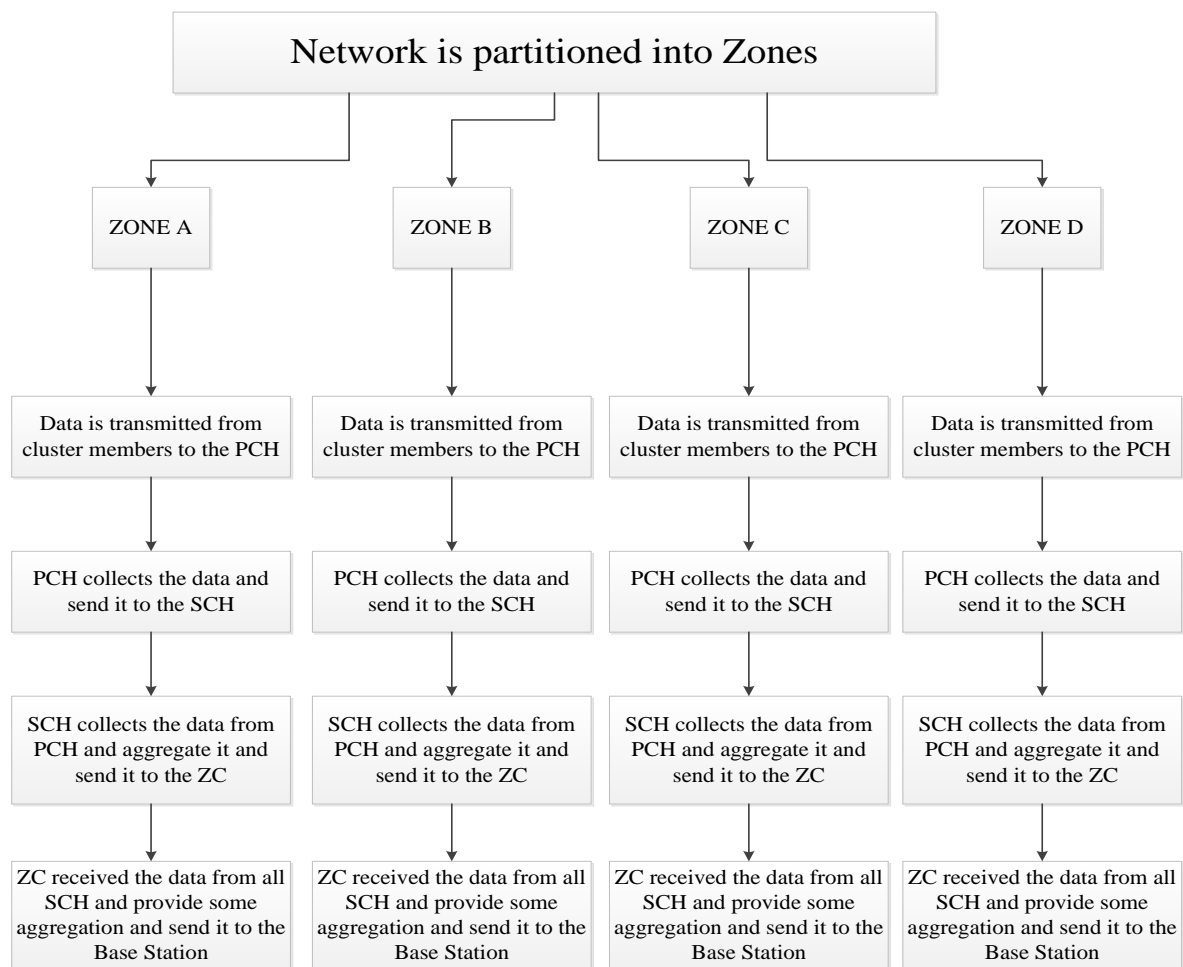 Network is partitioned into Zones
ZONE A
ZONE B
ZONE C
ZONE D
Data is transmitted from
cluster members to the PCH
Data is transmitted from
cluster members to the PCH
Data is transmitted from
cluster members to the PCH
Data is transmitted from
cluster members to the PCH
PCH collects the data and
send it to the SCH
PCH collects the data and
send it to the SCH
PCH collects the data and
send it to the SCH
PCH collects the data and
send it to the SCH
SCH collects the data from
PCH and aggregate it and
send it to the ZC
SCH collects the data from
PCH and aggregate it and
send it to the ZC
SCH collects the data from
PCH and aggregate it and
send it to the ZC
SCH collects the data from
PCH and aggregate it and
send it to the ZC
ZC received the data from all
SCH and provide some
aggregation and send it to the
Base Station
ZC received the data from all
SCH and provide some
aggregation and send it to the
Base Station
ZC received the data from all
SCH and provide some
aggregation and send it to the
Base Station
ZC received the data from all
SCH and provide some
aggregation and send it to the
Base Station